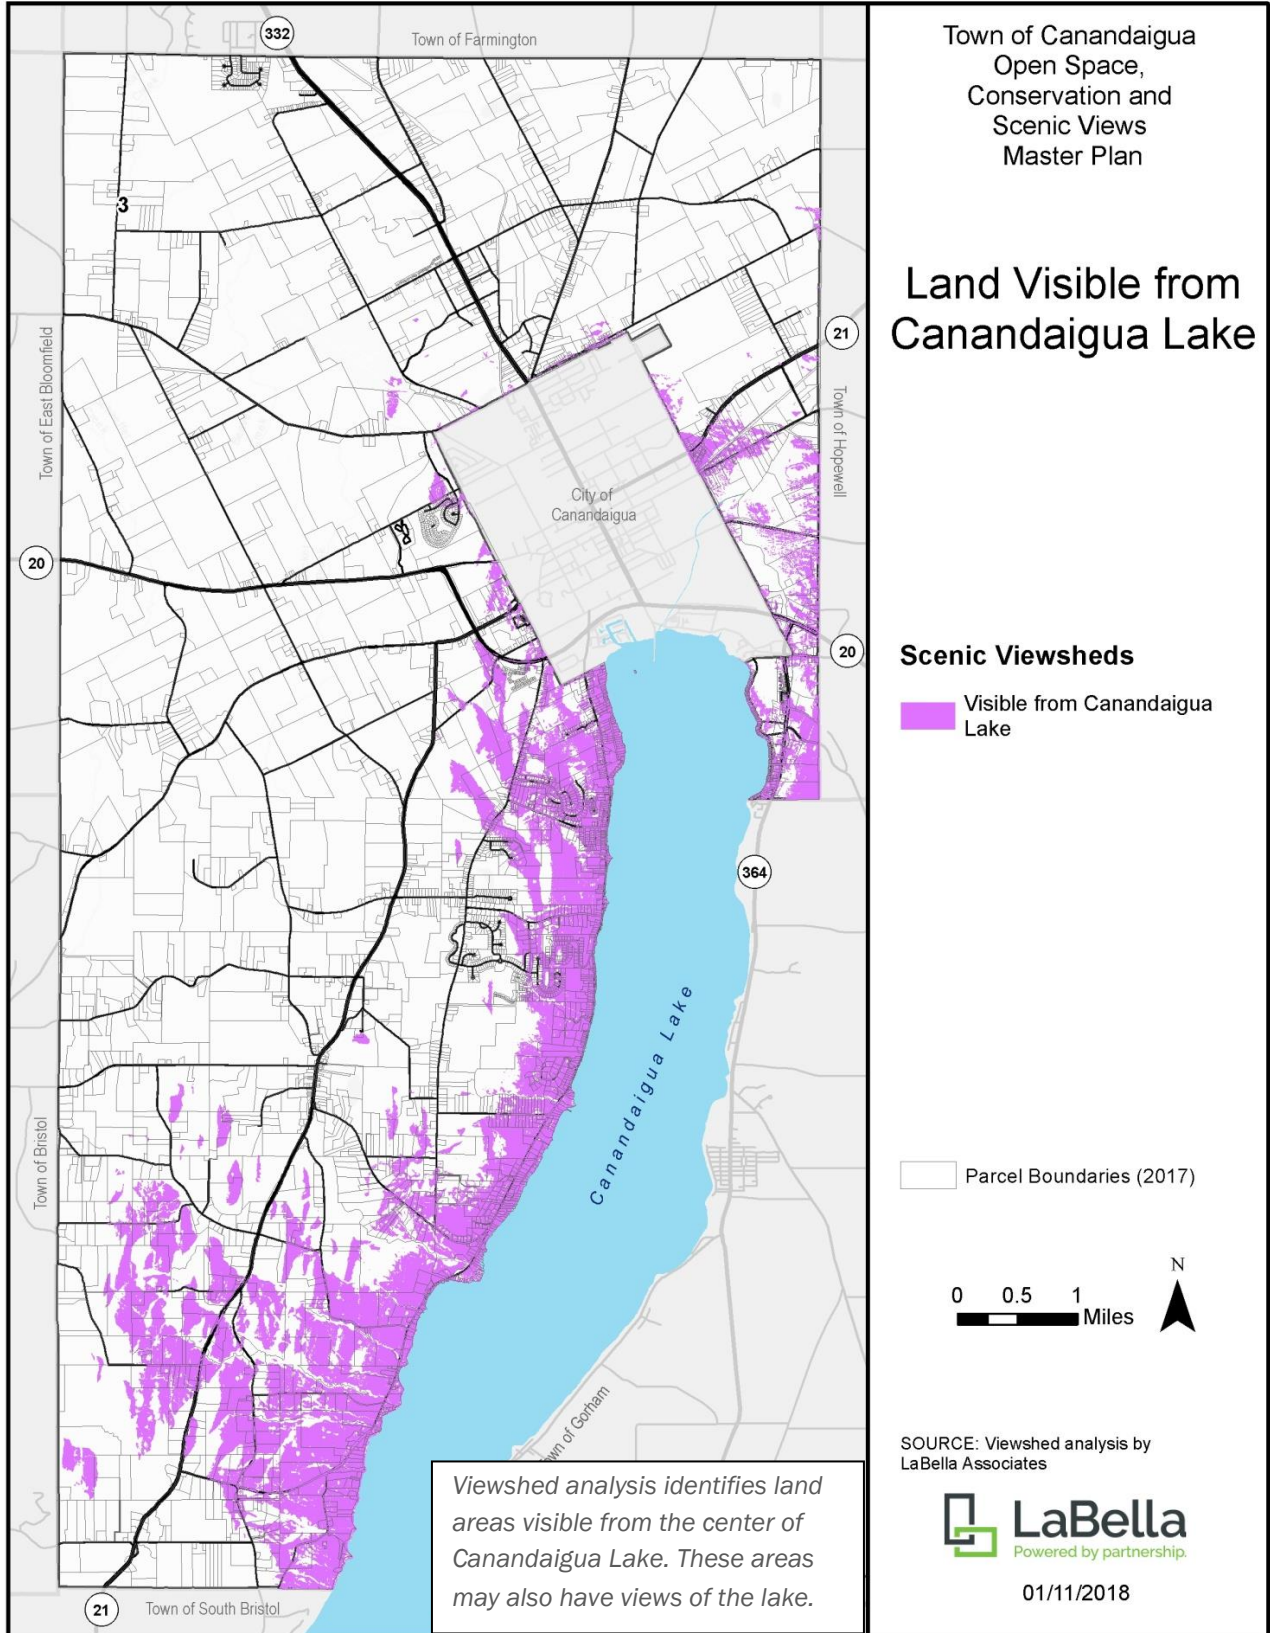 332
Town of Farmington
3
Town of East Bloomfield
21
Town of Hopewell
City of
Canandaigua
20
20
364
Canandaigua Lake
Town of Bristol
Town of Gorham
21
Town of South Bristol
Viewshed analysis identifies land
areas visible from the center of
Canandaigua Lake. These areas
may also have views of the lake.
Town of Canandaigua
Open Space,
Conservation and
Scenic Views
Master Plan
Land Visible from
Canandaigua Lake
Scenic Viewsheds
Visible from Canandaigua
Lake
Parcel Boundaries (2017)
N
0 0.5 1
Miles
SOURCE: Viewshed analysis by
LaBella Associates
LaBella
Powered by partnership.
01/11/2018